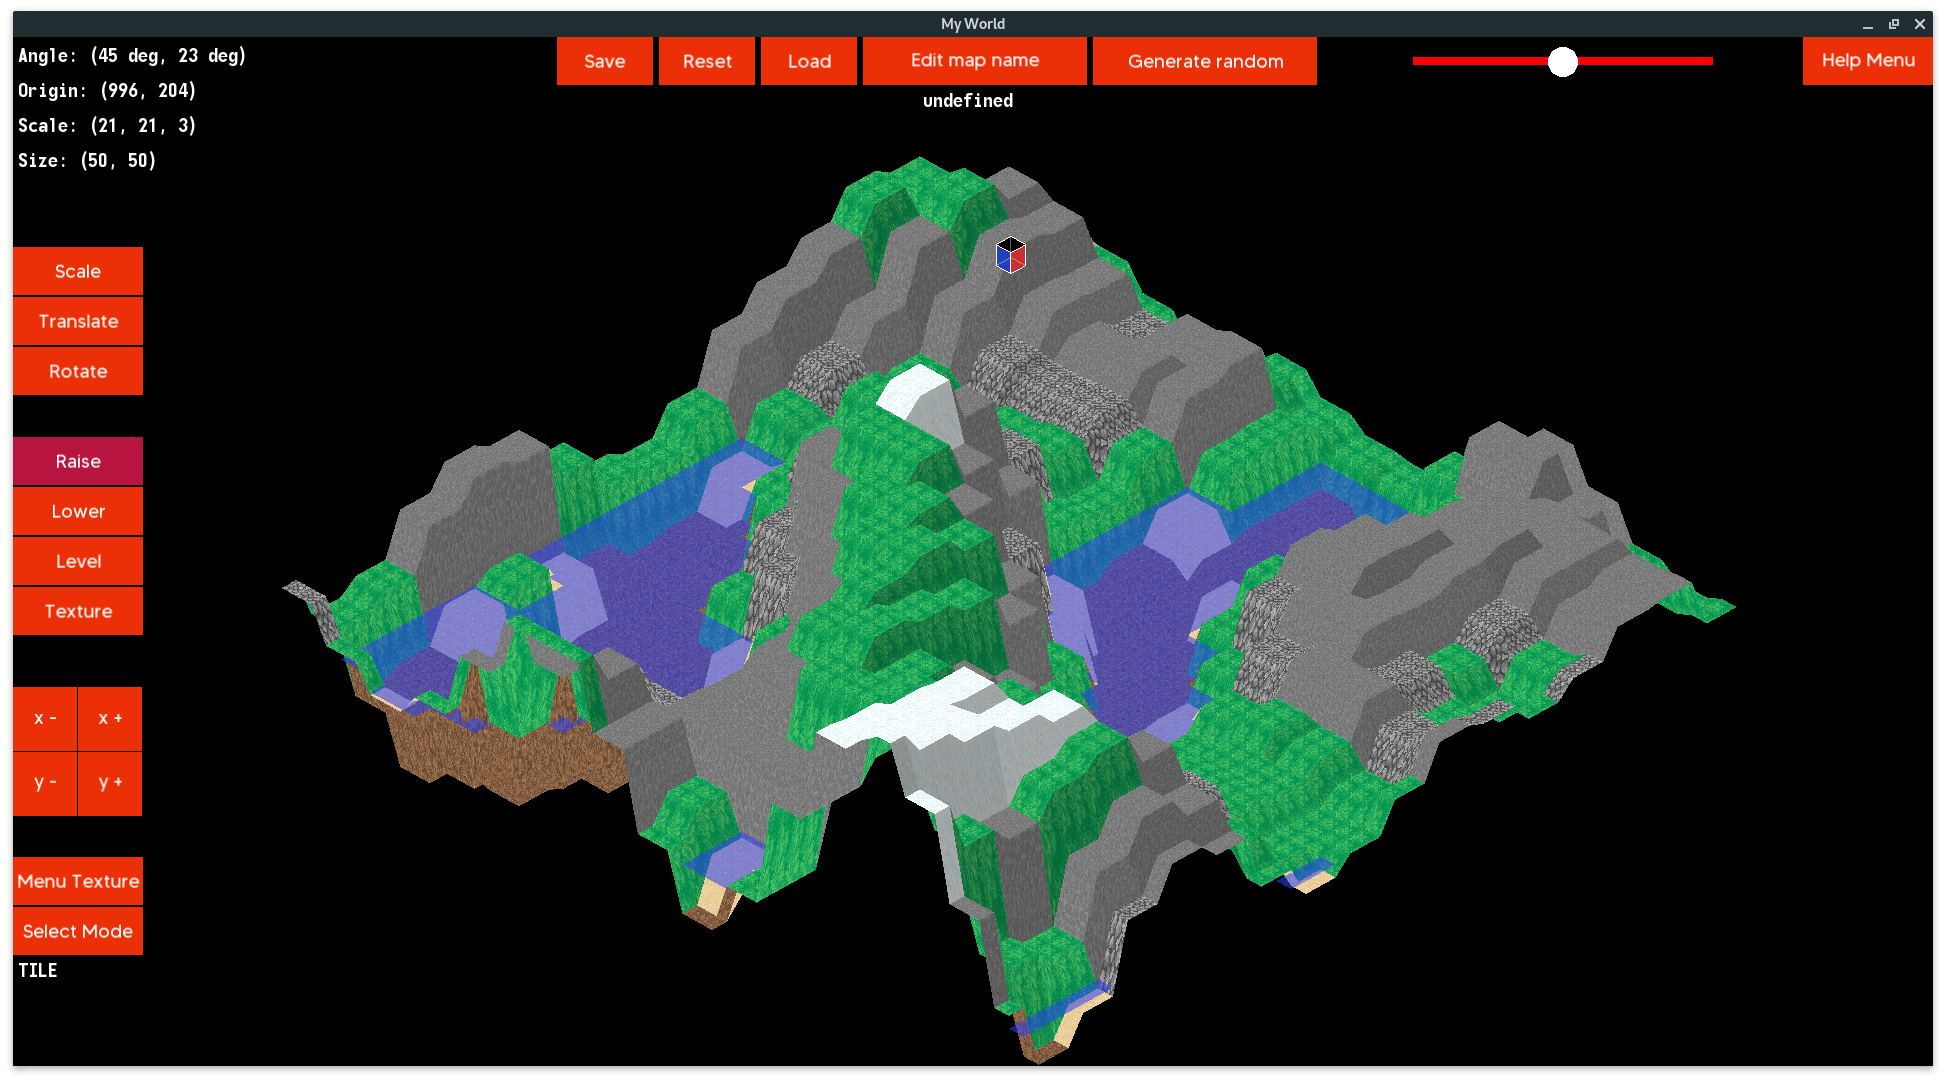 My World
Angle: (45 deg, 23 deg)
Origin: (996, 204)
Scale: (21, 21, 3)
Size: (50, 50)
Save
Reset
Load
Edit map name
Generate random
Help Menu
undefined
Scale
Translate
Rotate
Raise
Lower
Level
Texture
x - x +
y - y +
Menu Texture
Select Mode
TILE